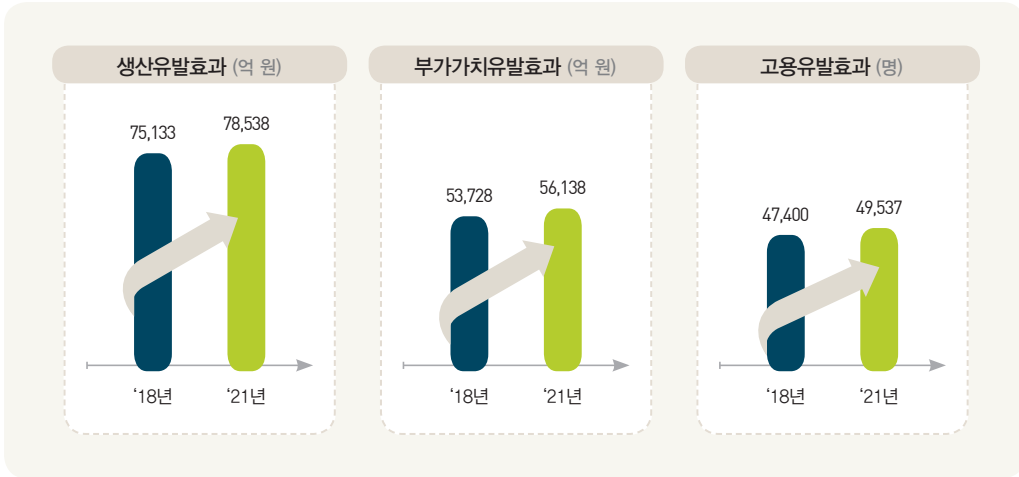 생산유발효과 (억 원)
75,133
78,538
‘18년
‘21년
부가가치유발효과 (억 원)
53,728
56,138
‘18년
‘21년
고용유발효과 (명)
47,400
49,537
‘18년
‘21년